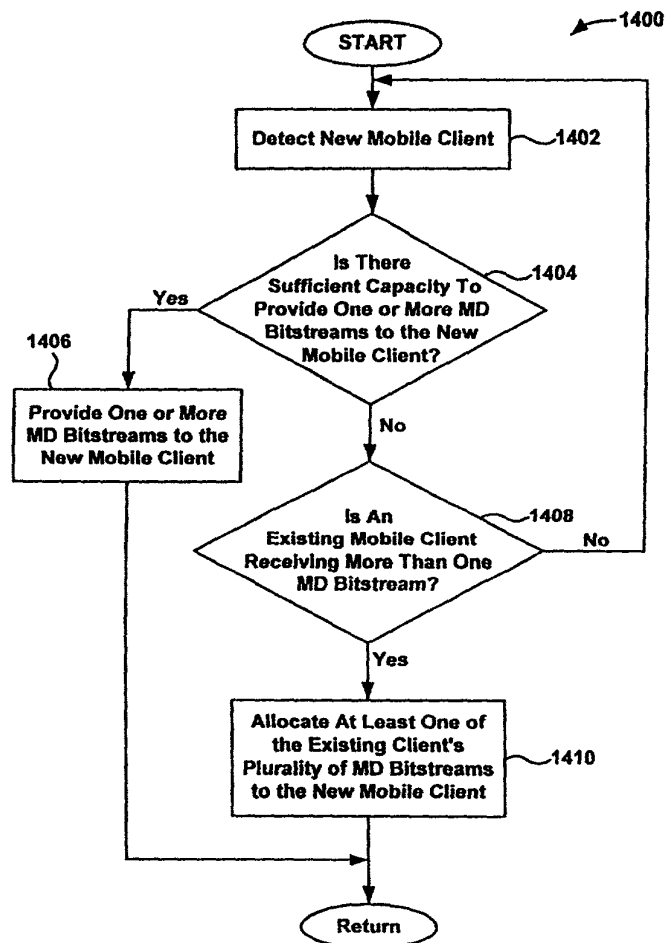 1400
START
Detect New Mobile Client
1402
Is There
Sufficient Capacity To
Provide One or More MD
Bitstreams to the New
Mobile Client?
1404
Yes
1406
Provide One or More
MD Bitstreams to the
New Mobile Client
No
Is An
Existing Mobile Client
Receiving More Than One
MD Bitstream?
1408
No
Yes
Allocate At Least One of
the Existing Client's
Plurality of MD Bitstreams
to the New Mobile Client
1410
Return